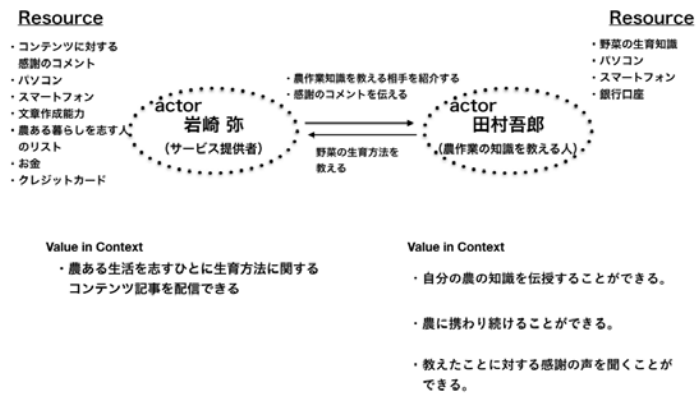 Resource
・コンテンツに対する
感謝のコメント
・パソコン
・スマートフォン
・文章作成能力
・農ある暮らしを志す人
のリスト
・お金
・クレジットカード
actor
岩崎 弥
（サービス提供者）
・農作業知識を教える相手を紹介する
・感謝のコメントを伝える
野菜の生育方法を
教える
actor
田村吾郎
（農作業の知識を教える人）
Resource
・野菜の生育知識
・パソコン
・スマートフォン
・銀行口座
Value in Context
・農ある生活を志すひとに生育方法に関する
コンテンツ記事を配信できる
Value in Context
・自分の農の知識を伝授することができる。
・農に携わり続けることができる。
・教えたことに対する感謝の声を聞くことが
できる。